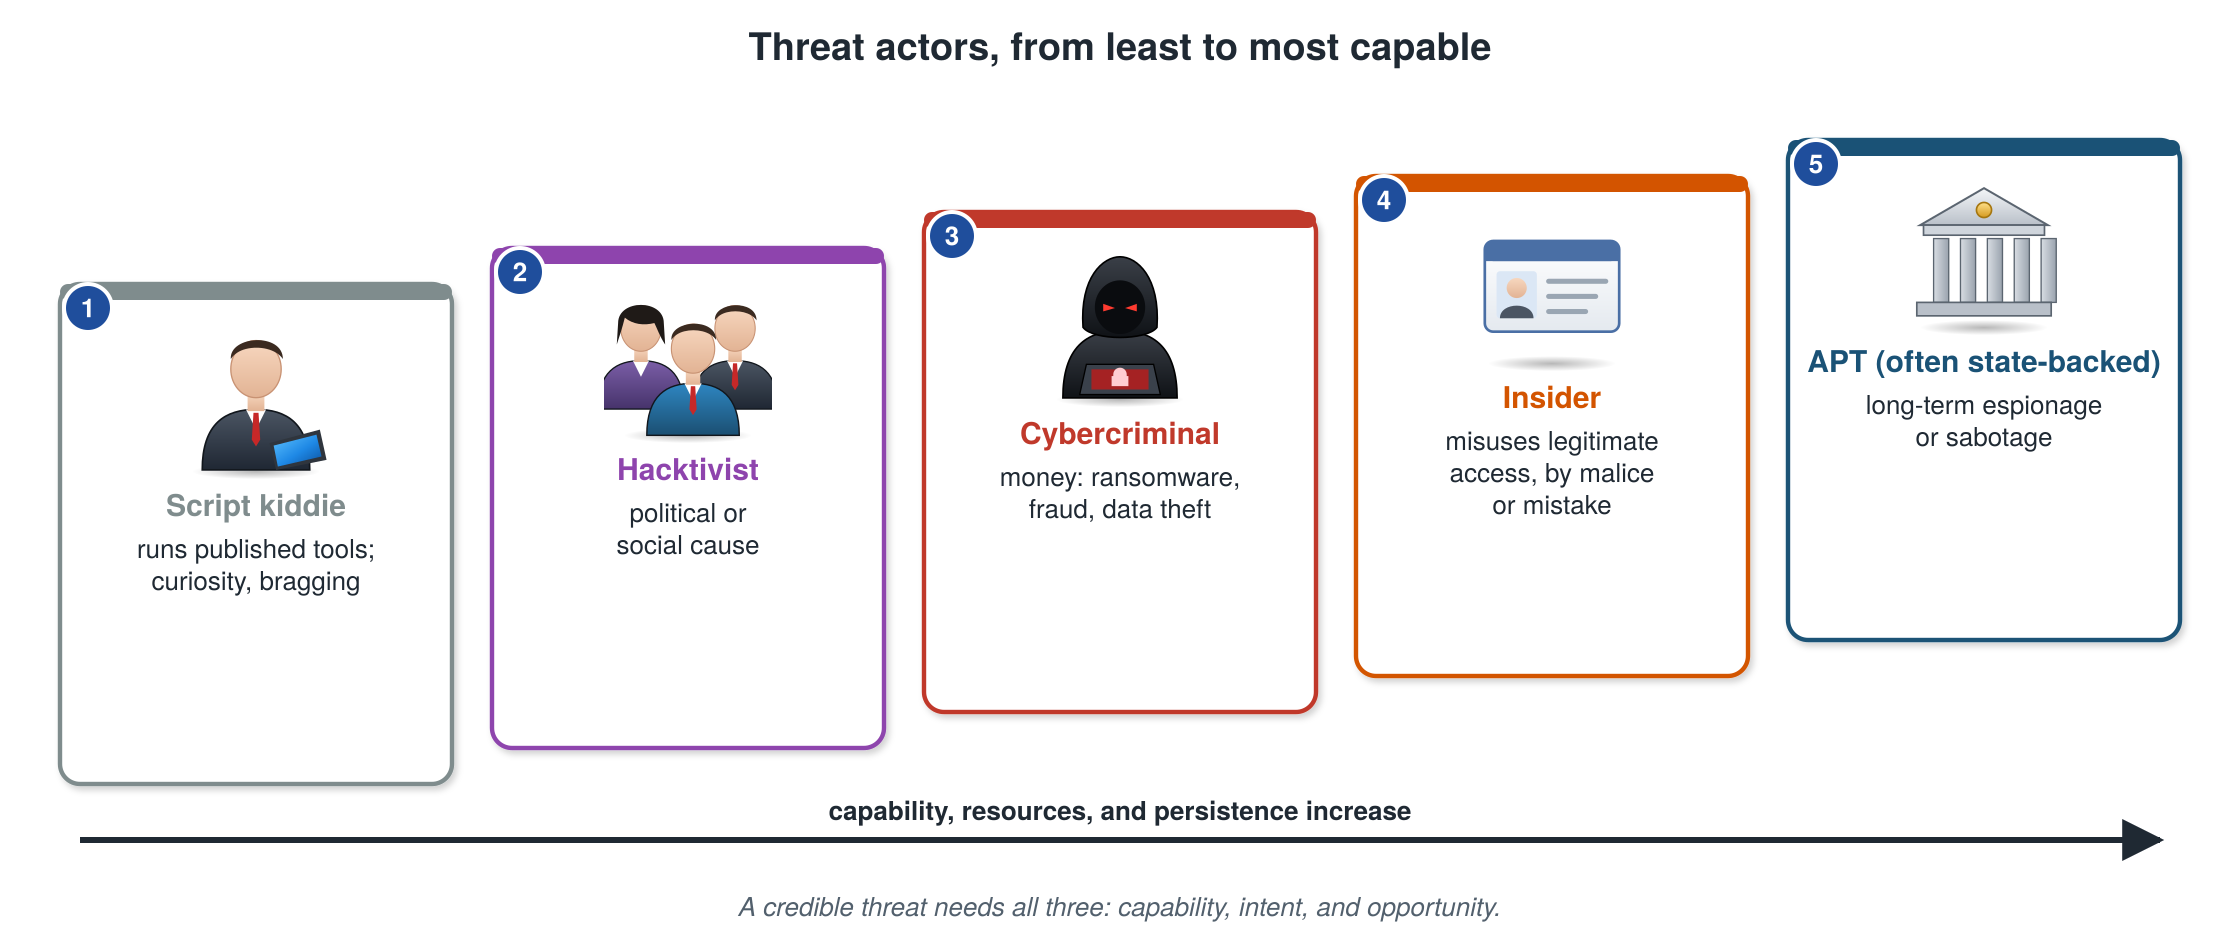 Threat actors, from least to most capable
1
Script kiddie
runs published tools;
curiosity, bragging
2
Hacktivist
political or
social cause
3
Cybercriminal
money: ransomware,
fraud, data theft
4
Insider
misuses legitimate
access, by malice
or mistake
5
APT (often state-backed)
long-term espionage
or sabotage
capability, resources, and persistence increase
A credible threat needs all three: capability, intent, and opportunity.